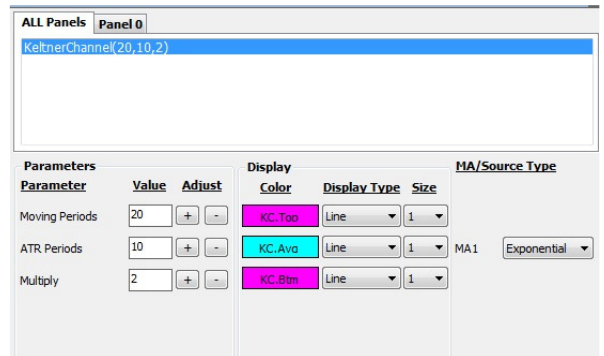 ALL Panels Panel 0
KeltnerChannel(20,10,2)
Parameters Display MA/Source Type
Parameter Value Adjust Color Display Type Size
Moving Periods 20 + - KC.Top Line 1
ATR Periods 10 + - KC.Avg Line 1 MA1 Exponential
Multiply 2 + - KC.Btm Line 1